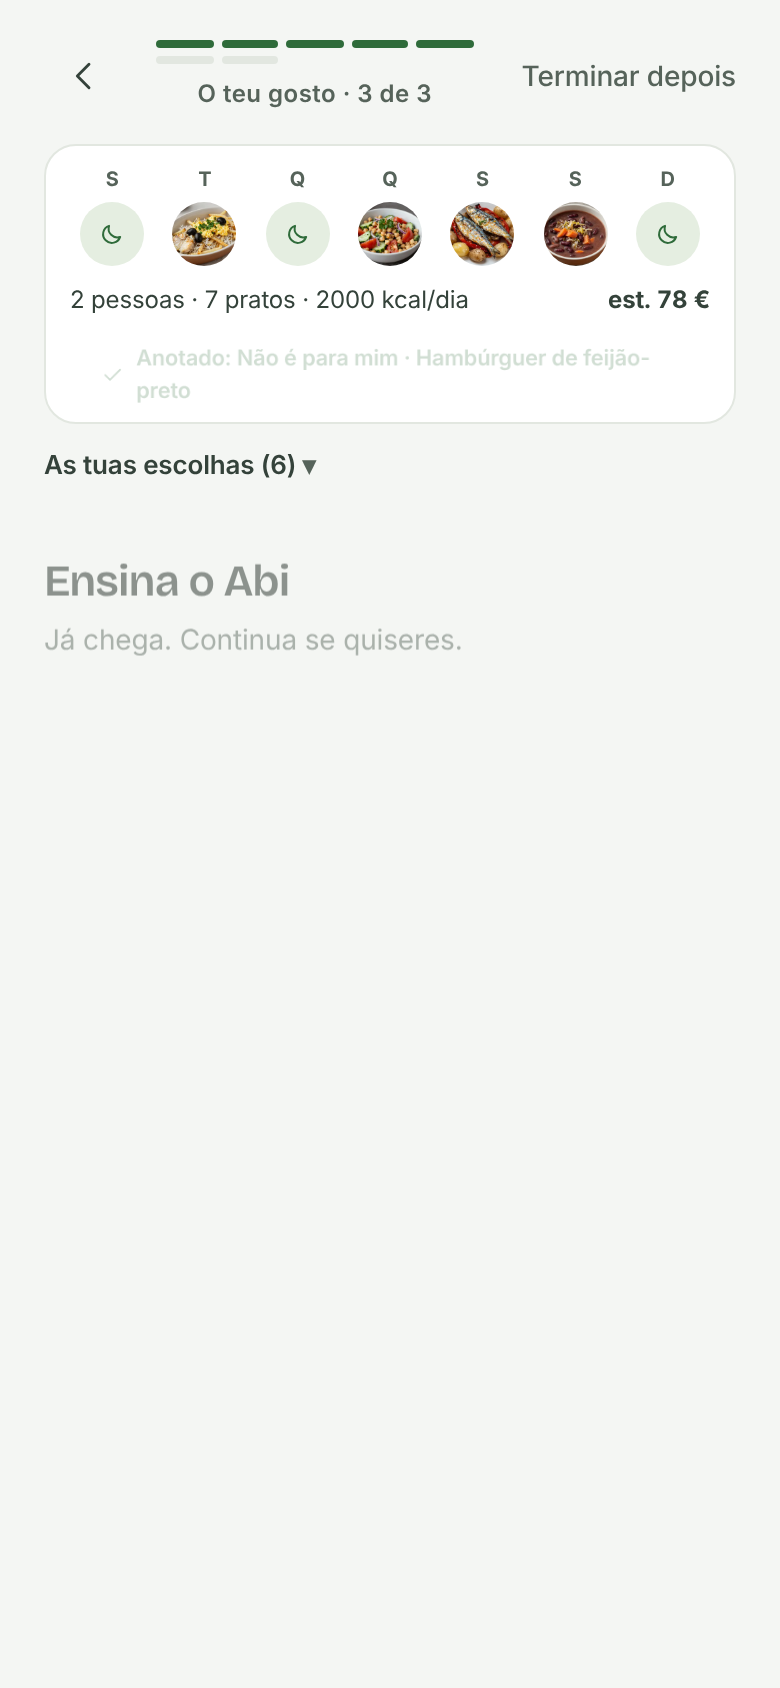 O teu gosto · 3 de 3
Terminar depois
S T Q Q S S D
2 pessoas · 7 pratos · 2000 kcal/dia
est. 78 €
Anotado: Não é para mim · Hambúrguer de feijão-
preto
As tuas escolhas (6) ▾
Ensina o Abi
Já chega. Continua se quiseres.